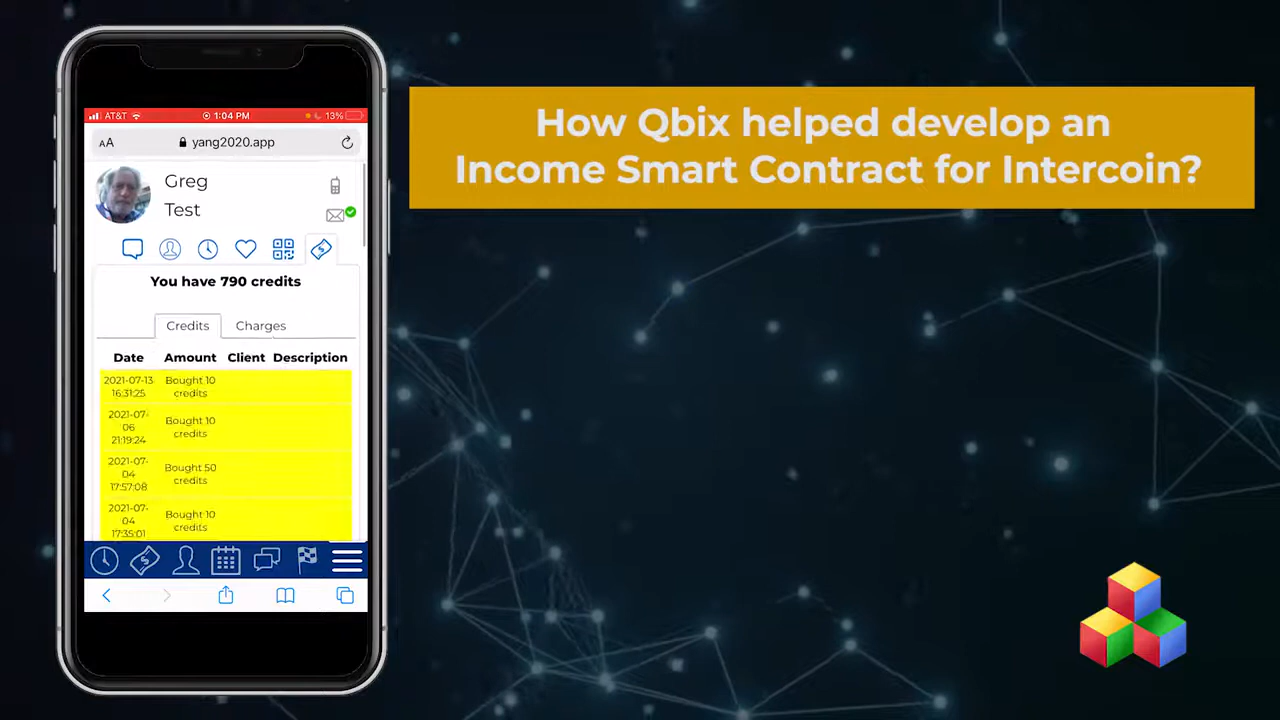 How Qbix helped develop an
Income Smart Contract for Intercoin?
AT&T 1:04 PM 13%
AA yang2020.app
Greg
Test
You have 790 credits
Credits Charges
Date Amount Client Description
2021-07-13 Bought 10
16:31:25 credits
2021-07-
06
21:19:24
Bought 10
credits
2021-07-
04
17:57:08
Bought 50
credits
2021-07-
04
17:35:01
Bought 10
credits